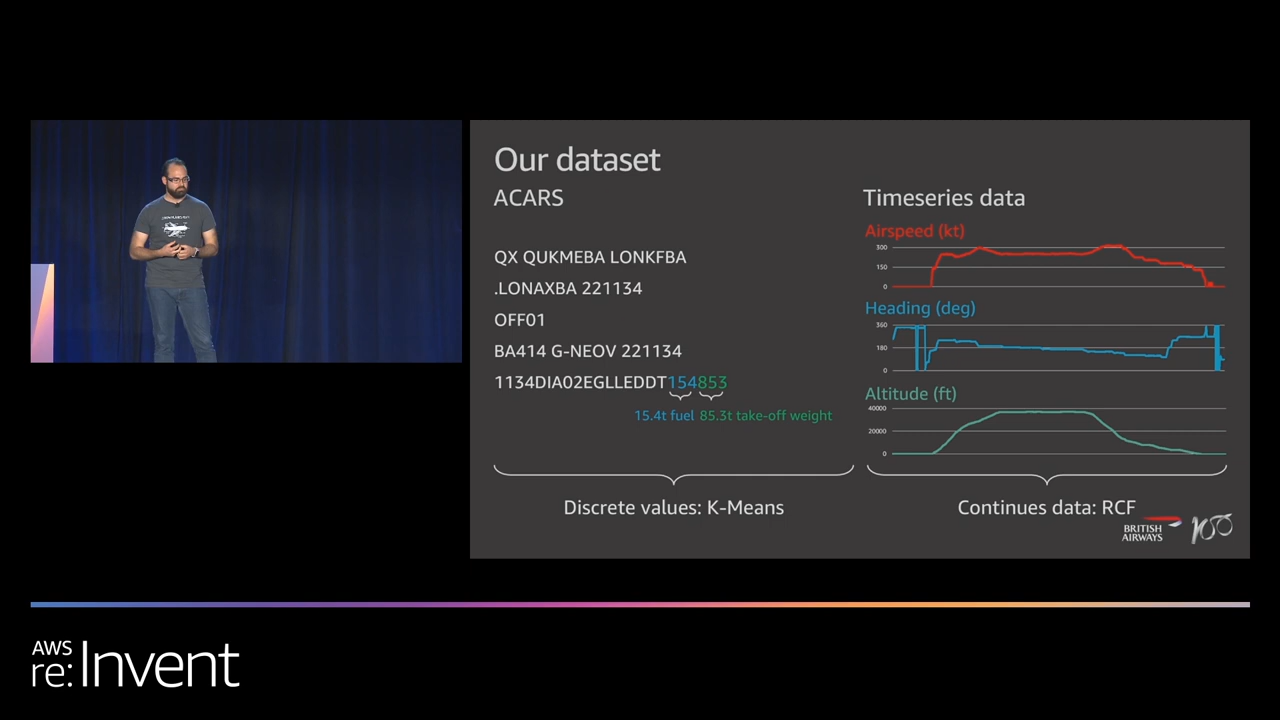 Our dataset
ACARS
QX QUKMEBA LONKFBA
.LONAXBA 221134
OFF01
BA414 G-NEOV 221134
1134DIA02EGLLEDDT154853
15.4t fuel 85.3t take-off weight
Discrete values: K-Means
Timeseries data
Airspeed (kt)
300
150
0
Heading (deg)
360
180
0
Altitude (ft)
40000
20000
0
Continues data: RCF
BRITISH
AIRWAYS
100
AWS
re:Invent